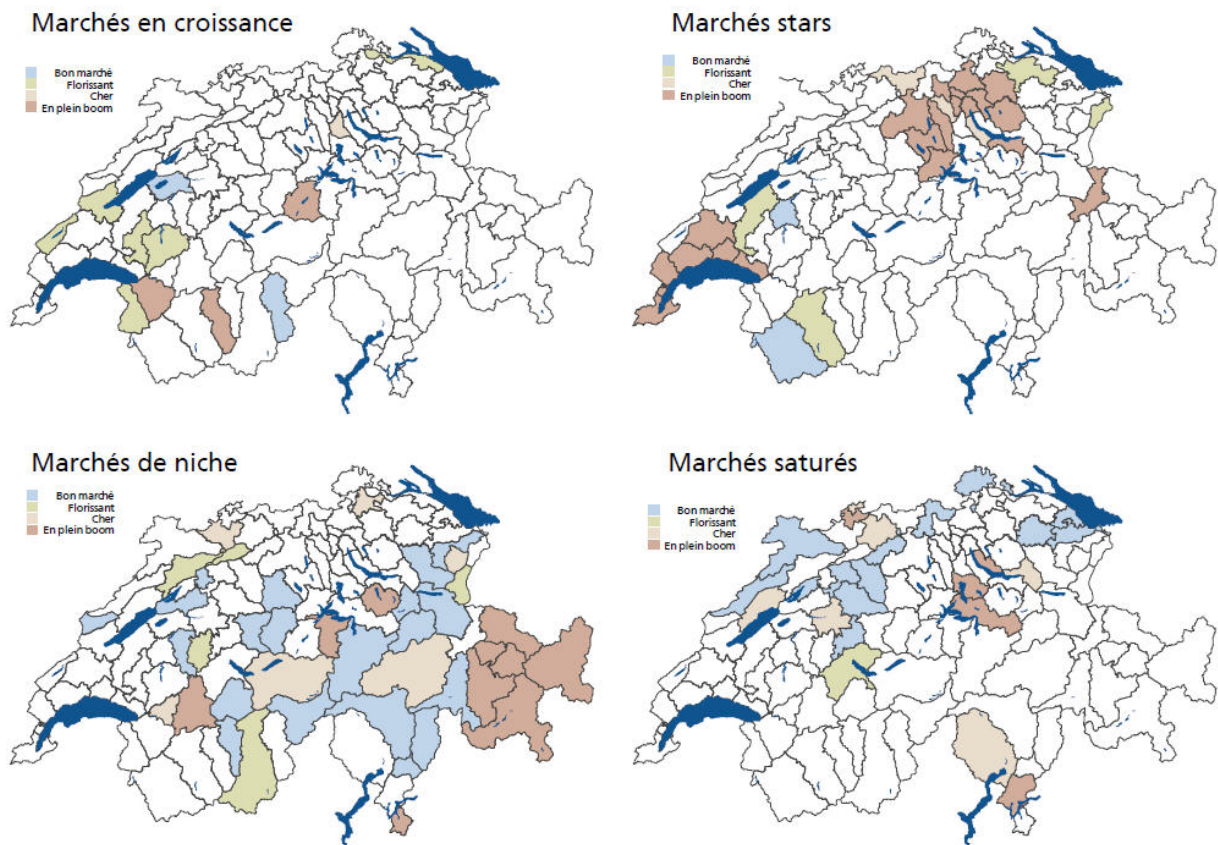 Marchés en croissance
Bon marché
Florissant
Cher
En plein boom
Marchés stars
Bon marché
Florissant
Cher
En plein boom
Marchés de niche
Bon marché
Florissant
Cher
En plein boom
Marchés saturés
Bon marché
Florissant
Cher
En plein boom